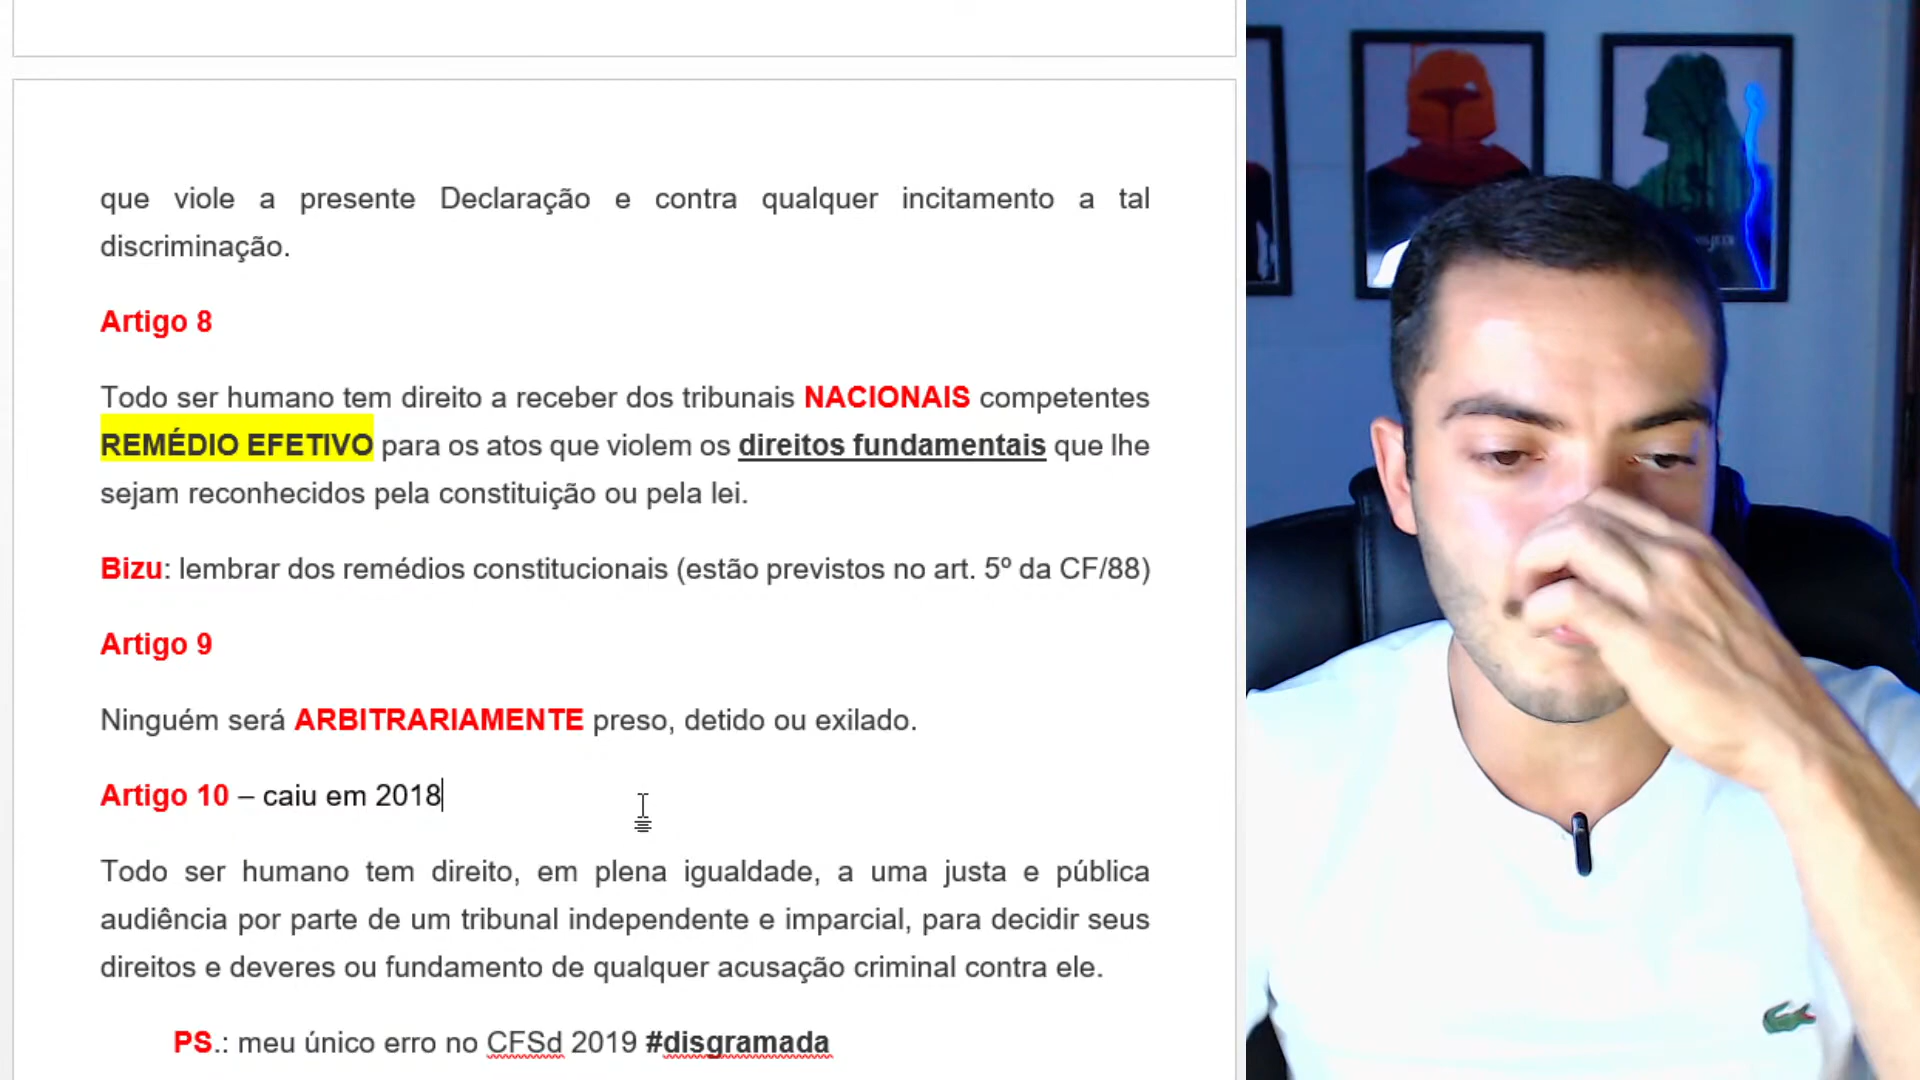 que viole a presente Declaração e contra qualquer incitamento a tal
discriminação.
Artigo 8
Todo ser humano tem direito a receber dos tribunais NACIONAIS competentes
REMÉDIO EFETIVO para os atos que violem os direitos fundamentais que lhe
sejam reconhecidos pela constituição ou pela lei.
Bizu: lembrar dos remédios constitucionais (estão previstos no art. 5º da CF/88)
Artigo 9
Ninguém será ARBITRARIAMENTE preso, detido ou exilado.
Artigo 10 – caiu em 2018
Todo ser humano tem direito, em plena igualdade, a uma justa e pública
audiência por parte de um tribunal independente e imparcial, para decidir seus
direitos e deveres ou fundamento de qualquer acusação criminal contra ele.
PS.: meu único erro no CFSd 2019 #disgramada